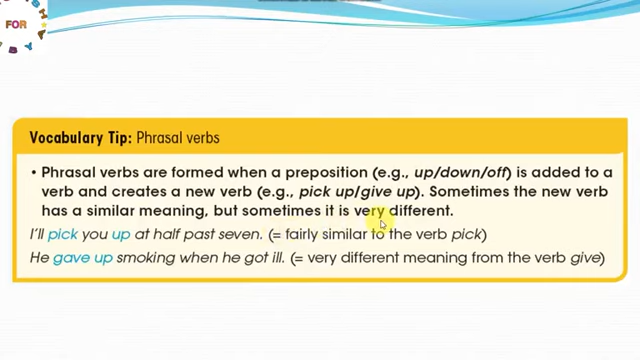 FOR
Vocabulary Tip: Phrasal verbs
• Phrasal verbs are formed when a preposition (e.g., up/down/off) is added to a
verb and creates a new verb (e.g., pick up/give up). Sometimes the new verb
has a similar meaning, but sometimes it is very different.
I'll pick you up at half past seven. (= fairly similar to the verb pick)
He gave up smoking when he got ill. (= very different meaning from the verb give)